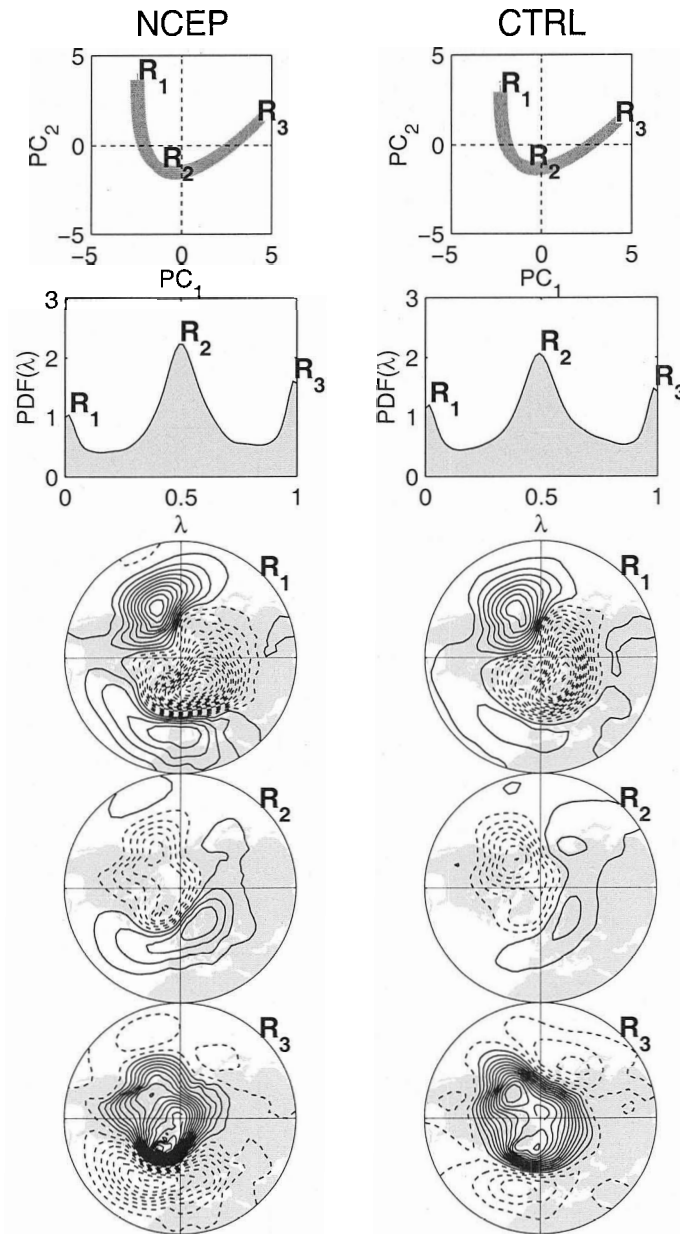 NCEP CTRL
5 5
R1 R1
R3 R3
PC2 0 PC2 0
R2 R2
−5 −5
−5 0 5 −5 0 5
PC1 PC1
3 3
R2 R2
2 2
PDF(λ) R3 PDF(λ) R3
R1 R1
1 1
0 0
0 0.5 1 0 0.5 1
λ λ
R1 R1
R2 R2
R3 R3